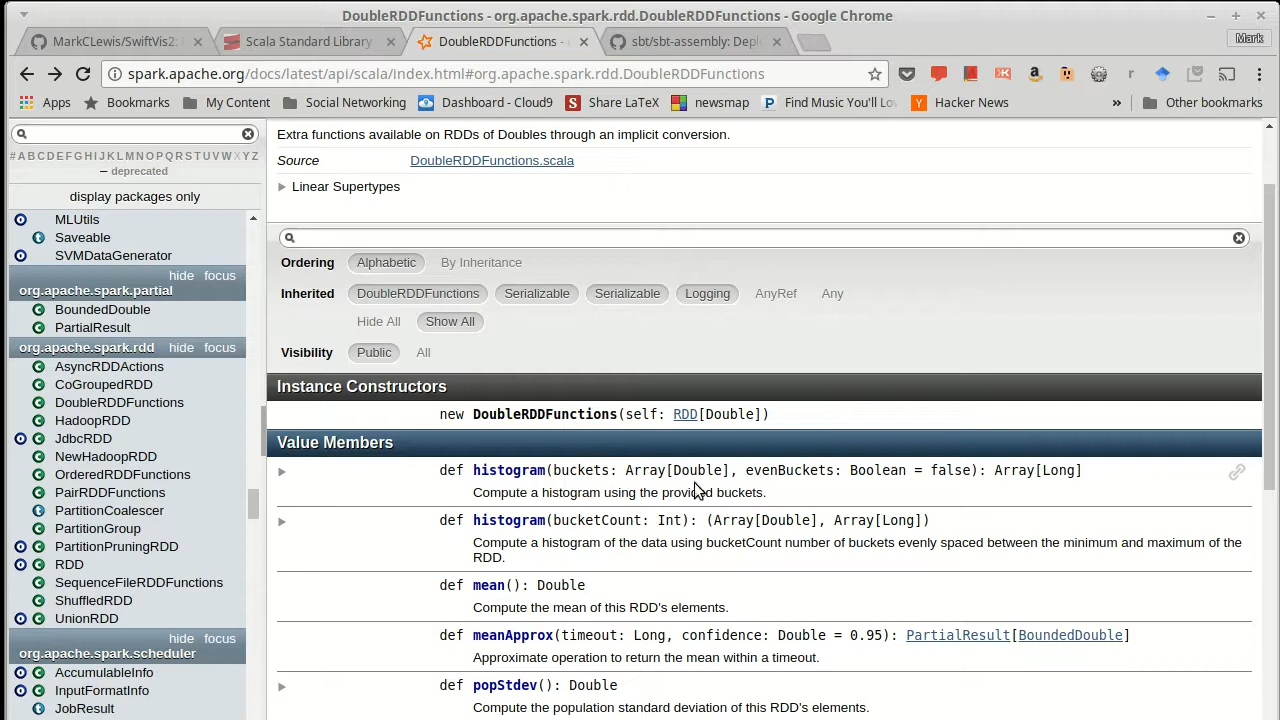 DoubleRDDFunctions - org.apache.spark.rdd.DoubleRDDFunctions - Google Chrome
MarkCLewis/SwiftVis2: Scala Standard Library DoubleRDDFunctions - sbt/sbt-assembly: Deplo Mark
spark.apache.org/docs/latest/api/scala/index.html#org.apache.spark.rdd.DoubleRDDFunctions
Apps Bookmarks My Content Social Networking Dashboard - Cloud9 Share LaTeX newsmap Find Music You'll Lo Hacker News » Other bookmarks
#ABCDEFGHIJKLMNOPQRSTUVWXYZ
– deprecated
display packages only
MLUtils
Saveable
SVMDataGenerator
hide focus
org.apache.spark.partial
BoundedDouble
PartialResult
org.apache.spark.rdd hide focus
AsyncRDDActions
CoGroupedRDD
DoubleRDDFunctions
HadoopRDD
JdbcRDD
NewHadoopRDD
OrderedRDDFunctions
PairRDDFunctions
PartitionCoalescer
PartitionGroup
PartitionPruningRDD
RDD
SequenceFileRDDFunctions
ShuffledRDD
UnionRDD
hide focus
org.apache.spark.scheduler
AccumulableInfo
InputFormatInfo
JobResult
Extra functions available on RDDs of Doubles through an implicit conversion.
Source DoubleRDDFunctions.scala
Linear Supertypes
Ordering Alphabetic By Inheritance
Inherited DoubleRDDFunctions Serializable Serializable Logging AnyRef Any
Hide All Show All
Visibility Public All
Instance Constructors
new DoubleRDDFunctions(self: RDD[Double])
Value Members
def histogram(buckets: Array[Double], evenBuckets: Boolean = false): Array[Long]
Compute a histogram using the provided buckets.
def histogram(bucketCount: Int): (Array[Double], Array[Long])
Compute a histogram of the data using bucketCount number of buckets evenly spaced between the minimum and maximum of the
RDD.
def mean(): Double
Compute the mean of this RDD's elements.
def meanApprox(timeout: Long, confidence: Double = 0.95): PartialResult[BoundedDouble]
Approximate operation to return the mean within a timeout.
def popStdev(): Double
Compute the population standard deviation of this RDD's elements.